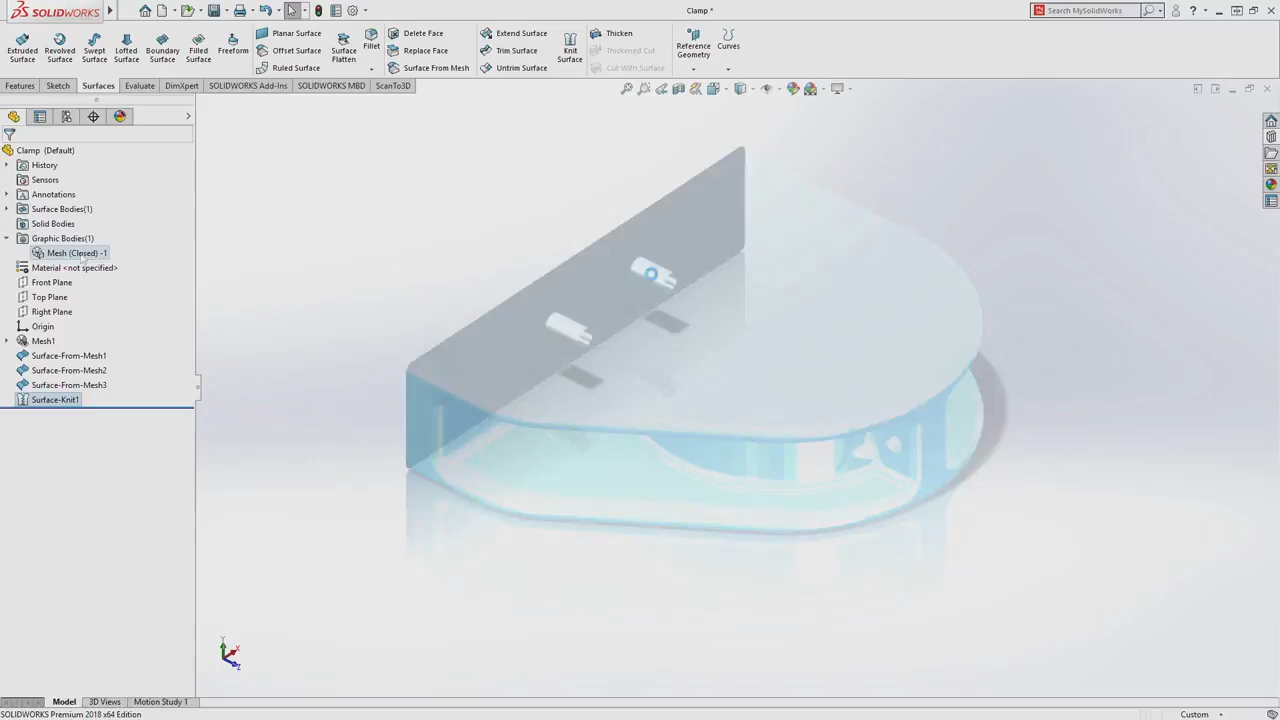 SOLIDWORKS
Clamp *
Search MySolidWorks
Extruded Surface
Revolved Surface
Swept Surface
Lofted Surface
Boundary Surface
Filled Surface
Freeform
Planar Surface
Offset Surface
Ruled Surface
Surface Flatten
Fillet
Delete Face
Replace Face
Surface From Mesh
Extend Surface
Trim Surface
Untrim Surface
Knit Surface
Thicken
Thickened Cut
Cut With Surface
Reference Geometry
Curves
Features Sketch Surfaces Evaluate DimXpert SOLIDWORKS Add-Ins SOLIDWORKS MBD ScanTo3D
Clamp (Default)
History
Sensors
Annotations
Surface Bodies(1)
Solid Bodies
Graphic Bodies(1)
Mesh (Closed) -1
Material <not specified>
Front Plane
Top Plane
Right Plane
Origin
Mesh1
Surface-From-Mesh1
Surface-From-Mesh2
Surface-From-Mesh3
Surface-Knit1
Y
X
Z
Model 3D Views Motion Study 1
SOLIDWORKS Premium 2018 x64 Edition
Custom